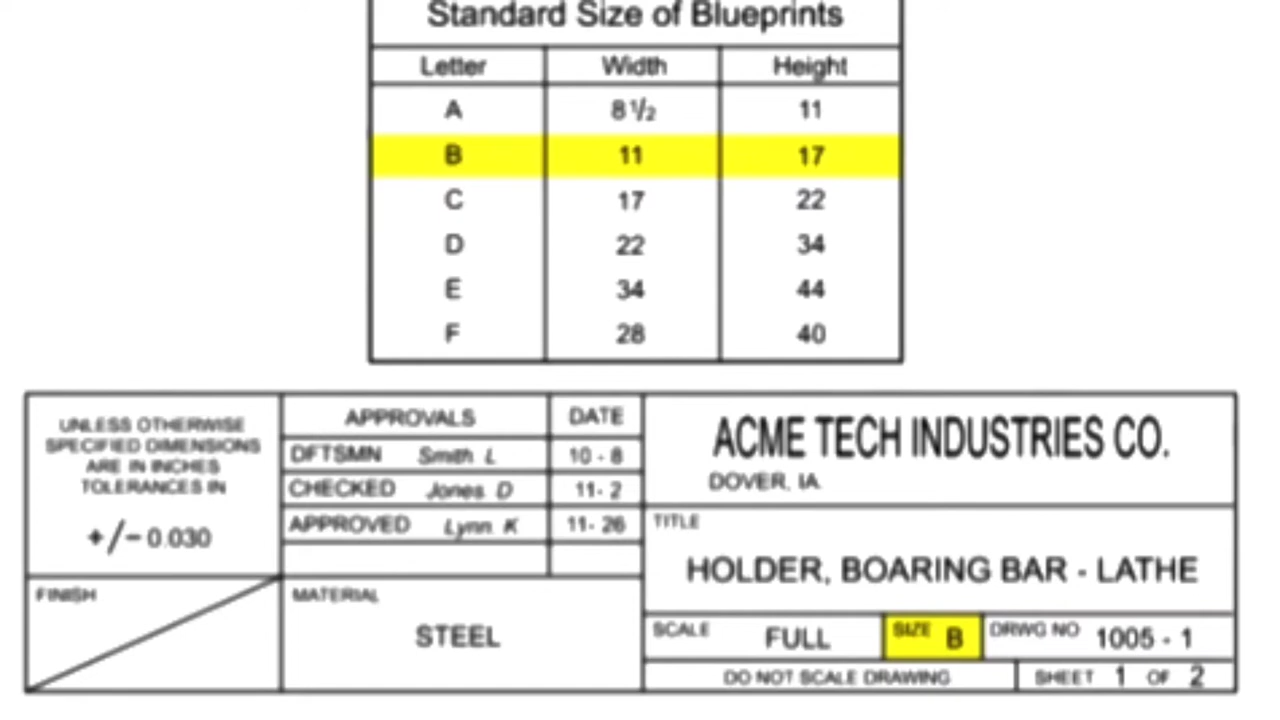 Standard Size of Blueprints
Letter Width Height
A 8 1/2 11
B 11 17
C 17 22
D 22 34
E 34 44
F 28 40
UNLESS OTHERWISE
SPECIFIED DIMENSIONS
ARE IN INCHES
TOLERANCES IN
+/- 0.030
FINISH
APPROVALS DATE
DFTSMN Smith L 10 - 8
CHECKED Jones D 11- 2
APPROVED Lynn K 11- 26
MATERIAL
STEEL
ACME TECH INDUSTRIES CO.
DOVER, IA
TITLE
HOLDER, BOARING BAR - LATHE
SCALE FULL SIZE B DRWG NO 1005 - 1
DO NOT SCALE DRAWING SHEET 1 OF 2